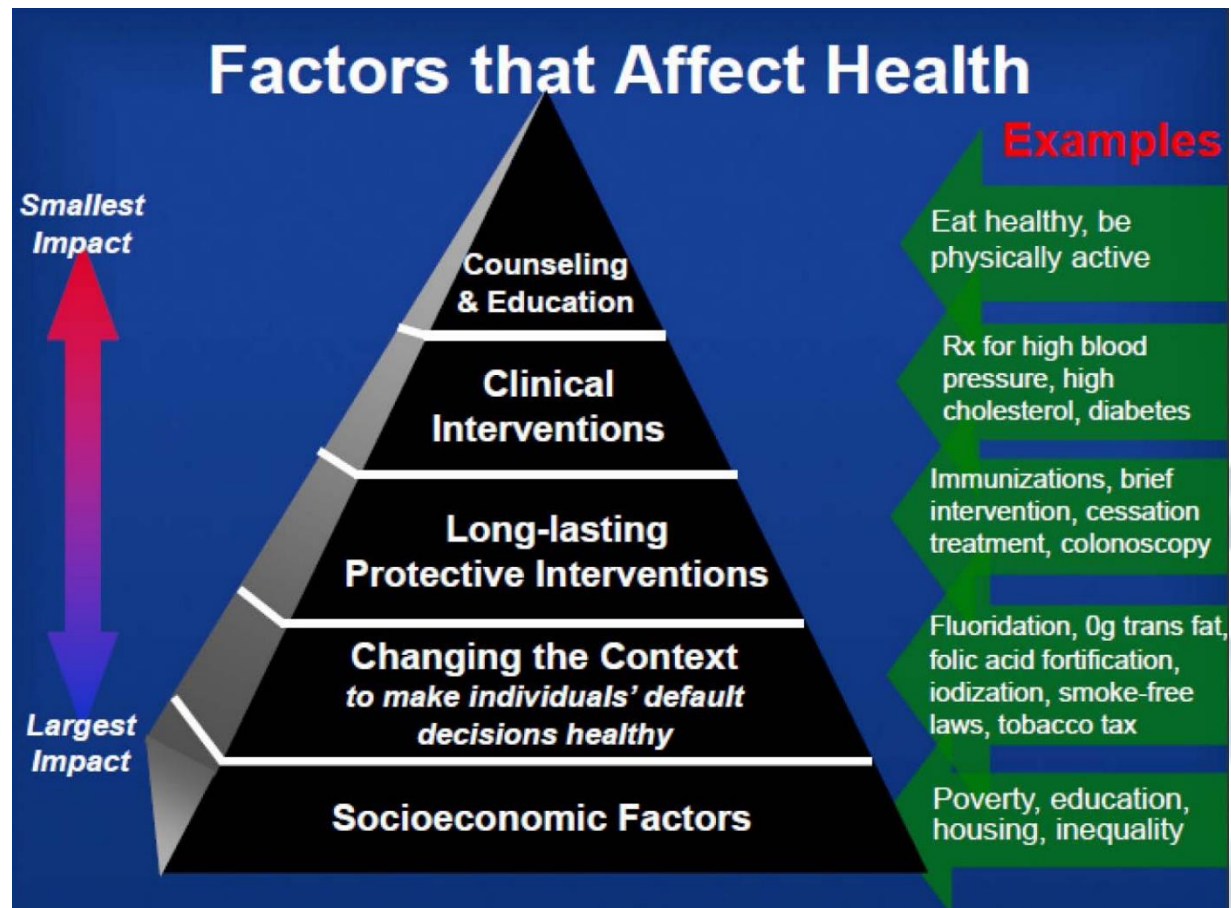 Factors that Affect Health
Examples
Smallest
Impact
Counseling
& Education
Eat healthy, be
physically active
Clinical
Interventions
Rx for high blood
pressure, high
cholesterol, diabetes
Long-lasting
Protective Interventions
Immunizations, brief
intervention, cessation
treatment, colonoscopy
Changing the Context
to make individuals’ default
decisions healthy
Fluoridation, 0g trans fat,
folic acid fortification,
iodization, smoke-free
laws, tobacco tax
Largest
Impact
Socioeconomic Factors
Poverty, education,
housing, inequality